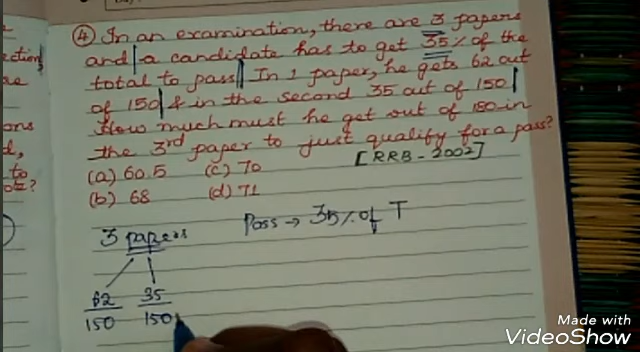 ④ In an examination, there are 3 papers
and a candidate has to get 35% of the
total to pass. In 1 paper, he gets 62 out
of 150 & in the second 35 out of 150
How much must he get out of 150 in
the 3rd paper to just qualify for a pass?
[RRB - 2002]
(a) 60.5 (c) 70
(b) 68 (d) 71
3 papers
Pass → 35% of T
62 35
150 150
ons
d,
to
Made with
VideoShow